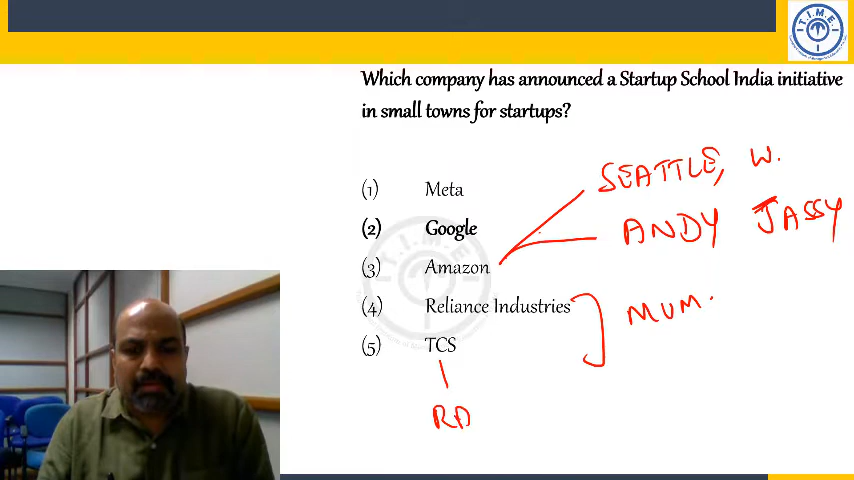 T.I.M.E.
Which company has announced a Startup School India initiative
in small towns for startups?
(1) Meta
(2) Google
(3) Amazon
(4) Reliance Industries
(5) TCS
SEATTLE, W.
ANDY JASSY
MUM.
RA